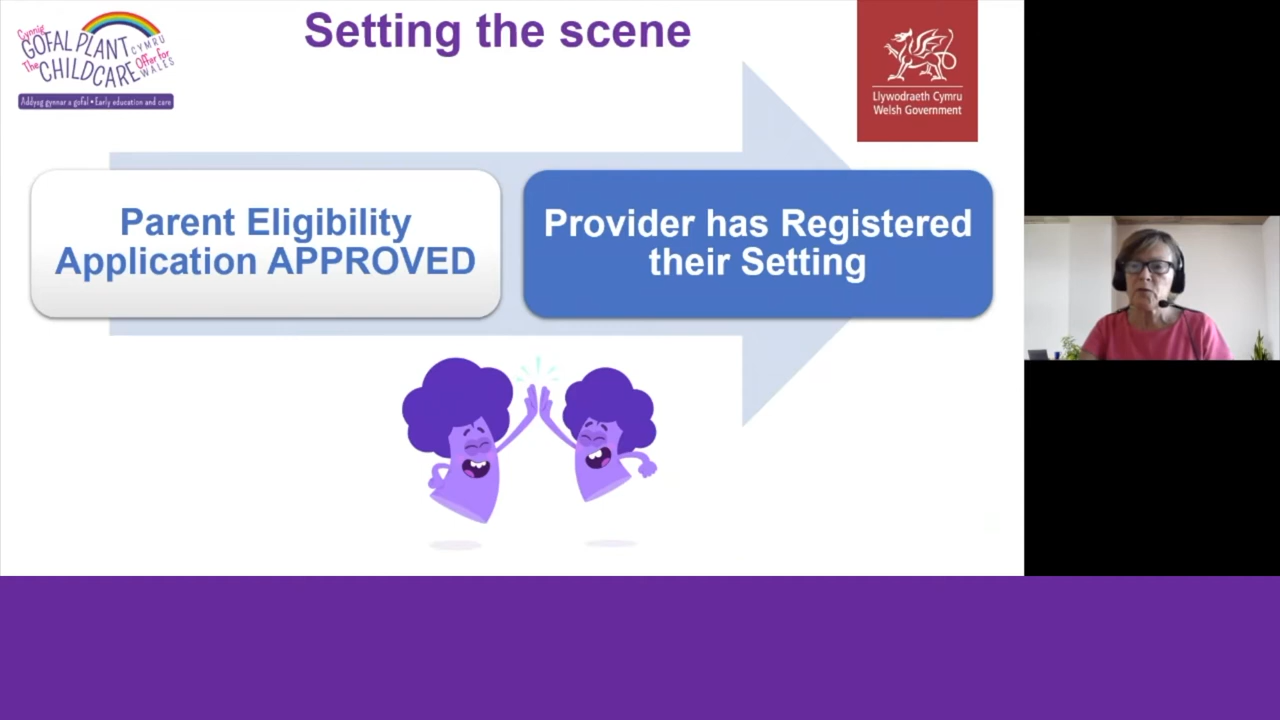 Setting the scene
Cynnig
GOFAL PLANT
CYMRU
The
CHILDCARE
Offer for
WALES
Addysg gynnar a gofal • Early education and care
Llywodraeth Cymru
Welsh Government
Parent Eligibility
Application APPROVED
Provider has Registered
their Setting